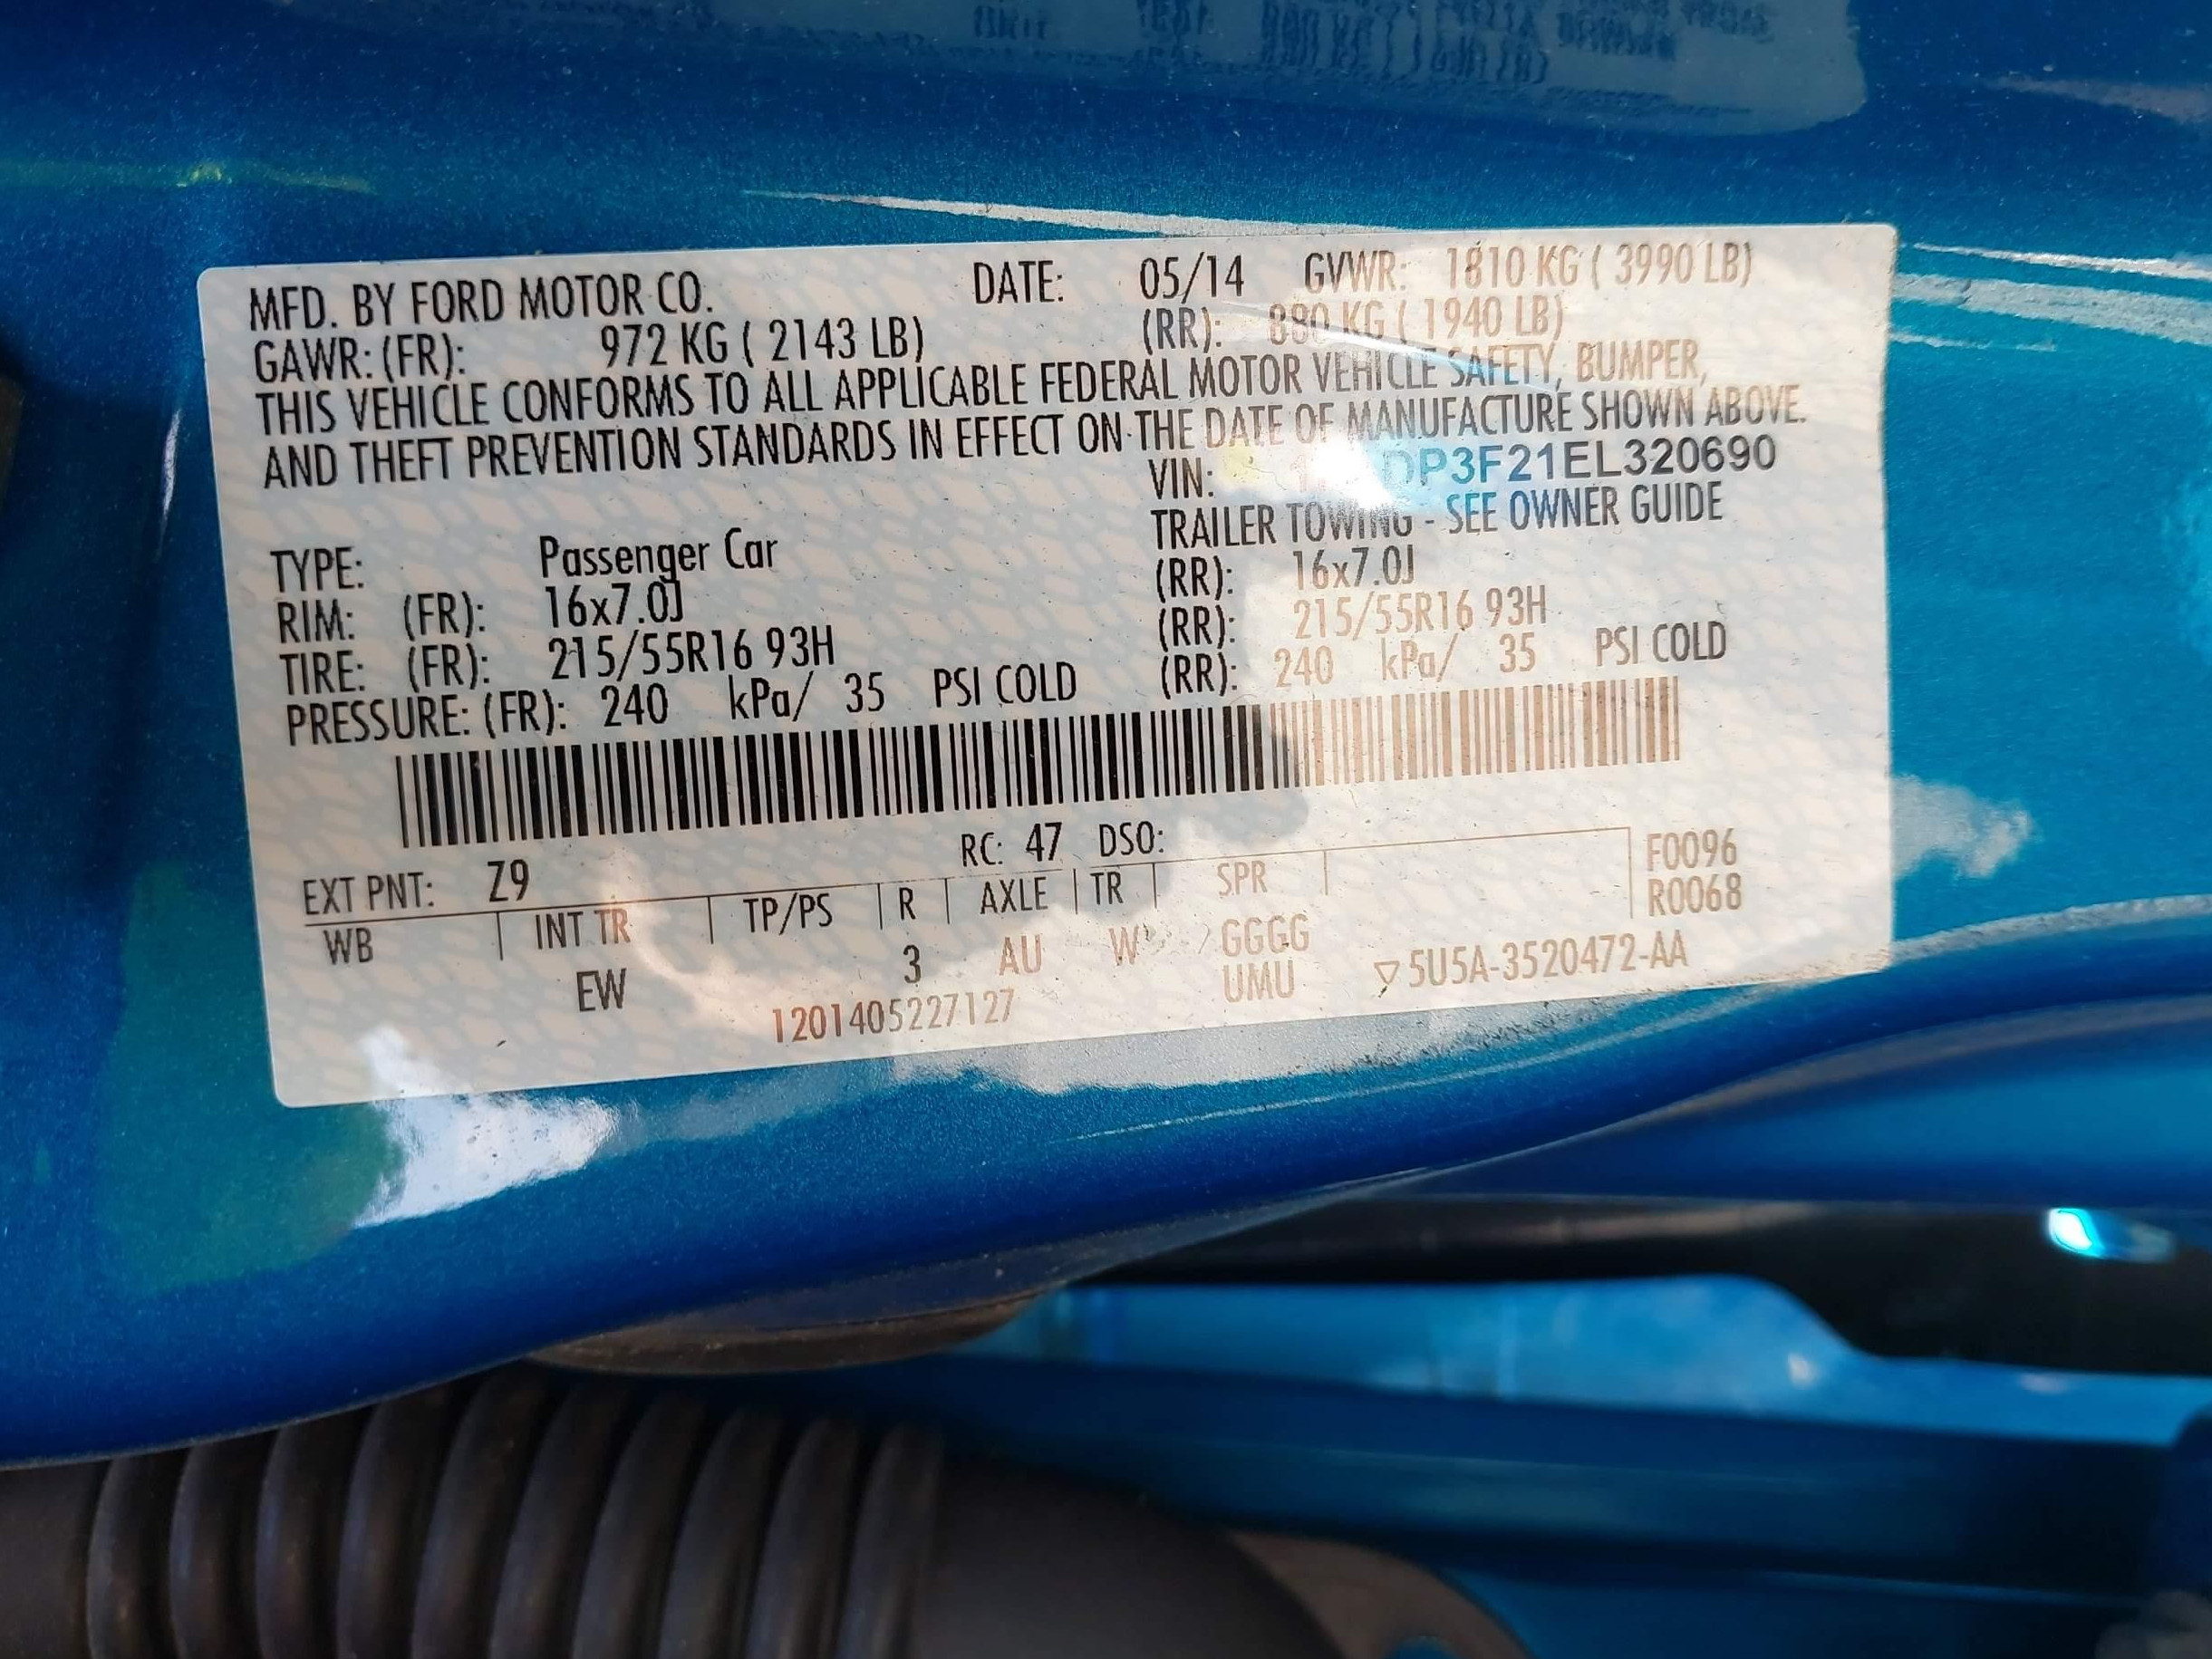 MFD. BY FORD MOTOR CO. DATE: 05/14 GVWR: 1810 KG ( 3990 LB)
GAWR: (FR): 972 KG ( 2143 LB) (RR): 880 KG ( 1940 LB)
THIS VEHICLE CONFORMS TO ALL APPLICABLE FEDERAL MOTOR VEHICLE SAFETY, BUMPER,
AND THEFT PREVENTION STANDARDS IN EFFECT ON THE DATE OF MANUFACTURE SHOWN ABOVE.
VIN:
TRAILER TOWING - SEE OWNER GUIDE
TYPE: Passenger Car
RIM: (FR): 16x7.0J (RR): 16x7.0J
TIRE: (FR): 215/55R16 93H (RR): 215/55R16 93H
PRESSURE: (FR): 240 kPa/ 35 PSI COLD (RR): 240 kPa/ 35 PSI COLD
RC: 47 DSO:
EXT PNT: Z9 F0096
WB INT TR TP/PS R AXLE TR SPR R0068
EW 3 AU W GGGG
UMU 5U5A-3520472-AA
1201405227127